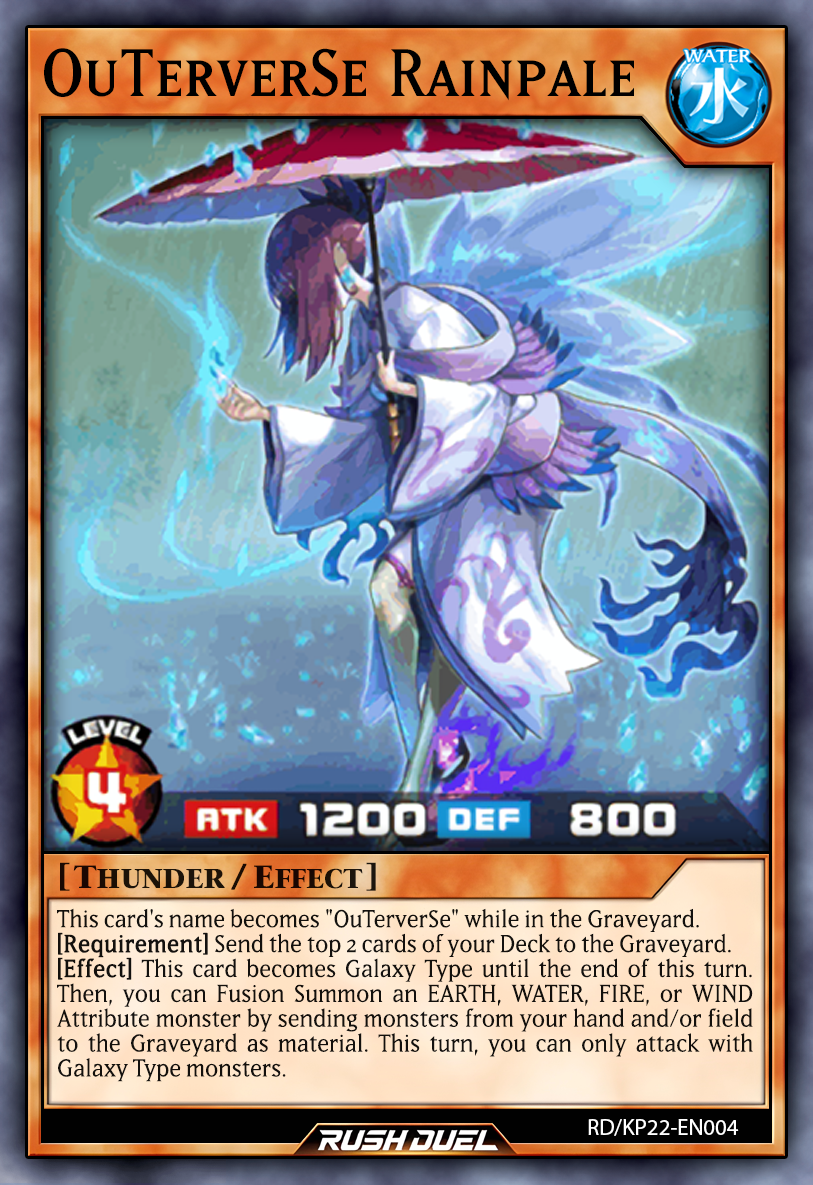 OuTerverSe Rainpale
WATER
水
LEVEL
4
ATK 1200 DEF 800
[Thunder / Effect]
This card's name becomes "OuTerverSe" while in the Graveyard.
[Requirement] Send the top 2 cards of your Deck to the Graveyard.
[Effect] This card becomes Galaxy Type until the end of this turn.
Then, you can Fusion Summon an EARTH, WATER, FIRE, or WIND
Attribute monster by sending monsters from your hand and/or field
to the Graveyard as material. This turn, you can only attack with
Galaxy Type monsters.
RD/KP22-EN004
RUSH DUEL